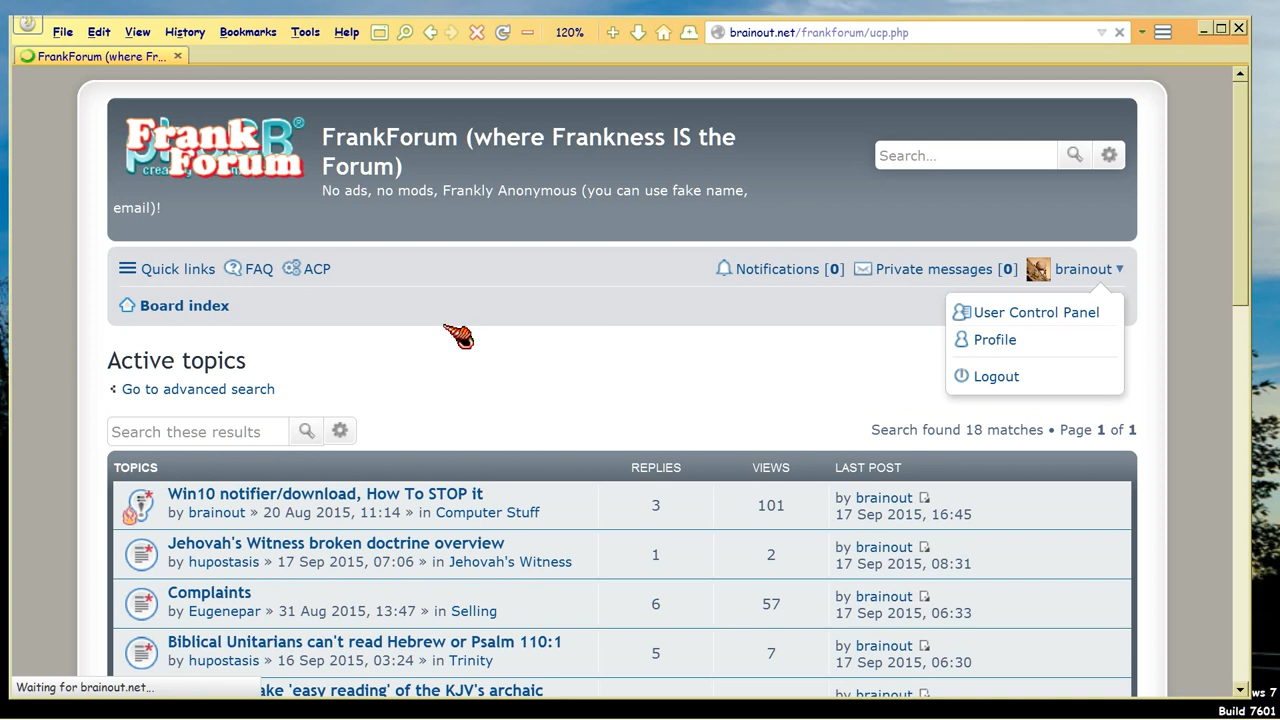 File Edit View History Bookmarks Tools Help 120% brainout.net/frankforum/ucp.php
FrankForum (where Fr...
Frank Forum
FrankForum (where Frankness IS the
Forum)
No ads, no mods, Frankly Anonymous (you can use fake name,
email)!
Search...
Quick links FAQ ACP Notifications [0] Private messages [0] brainout
Board index
User Control Panel
Profile
Logout
Active topics
Go to advanced search
Search these results
Search found 18 matches • Page 1 of 1
TOPICS REPLIES VIEWS LAST POST
Win10 notifier/download, How To STOP it
by brainout » 20 Aug 2015, 11:14 » in Computer Stuff
3 101
by brainout
17 Sep 2015, 16:45
Jehovah's Witness broken doctrine overview
by hupostasis » 17 Sep 2015, 07:06 » in Jehovah's Witness
1 2
by brainout
17 Sep 2015, 08:31
Complaints
by Eugenepar » 31 Aug 2015, 13:47 » in Selling
6 57
by brainout
17 Sep 2015, 06:33
Biblical Unitarians can't read Hebrew or Psalm 110:1
by hupostasis » 16 Sep 2015, 03:24 » in Trinity
5 7
by brainout
17 Sep 2015, 06:30
'easy reading' of the KJV's archaic
by brainout
Waiting for brainout.net...
ws 7
Build 7601